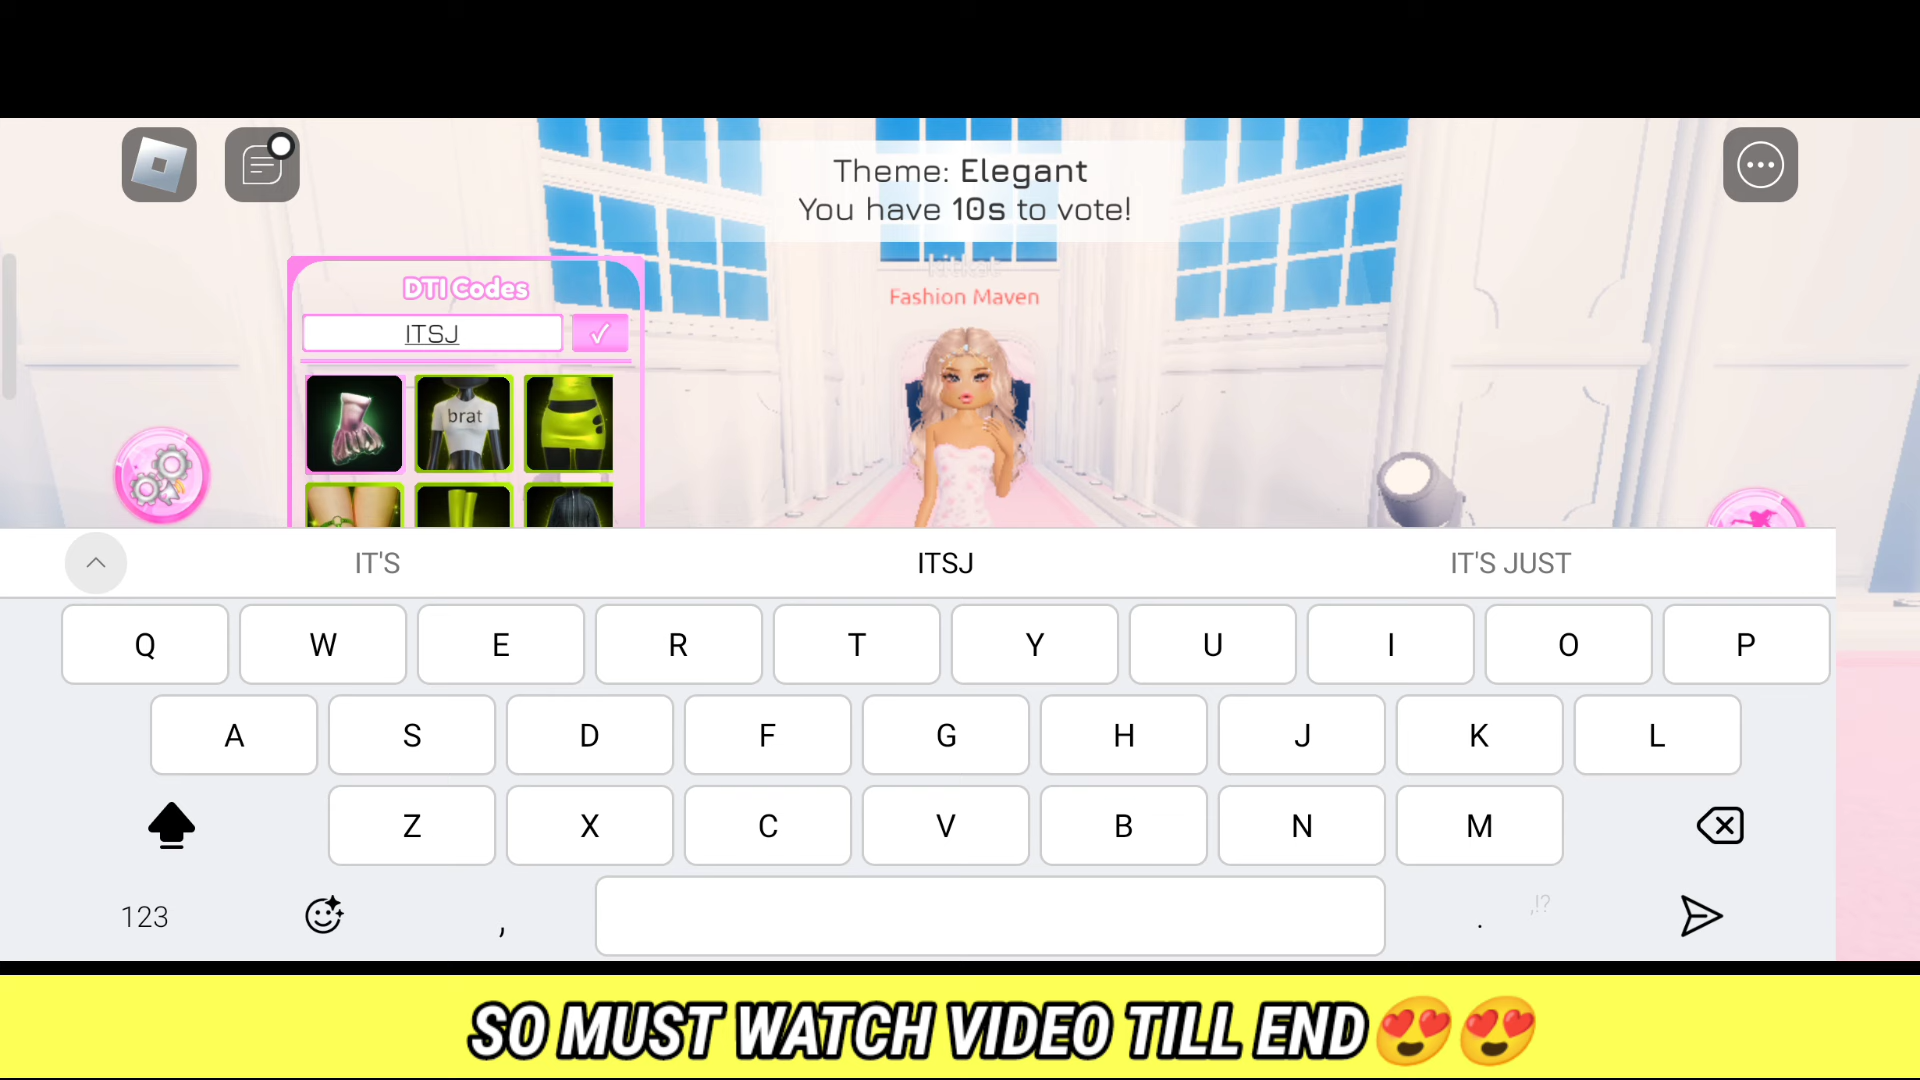 Theme: Elegant
You have 10s to vote!
kitkat
Fashion Maven
DTI Codes
ITSJ
brat
IT'S ITSJ IT'S JUST
Q W E R T Y U I O P
A S D F G H J K L
Z X C V B N M
123 , . ,!?
SO MUST WATCH VIDEO TILL END😍😍